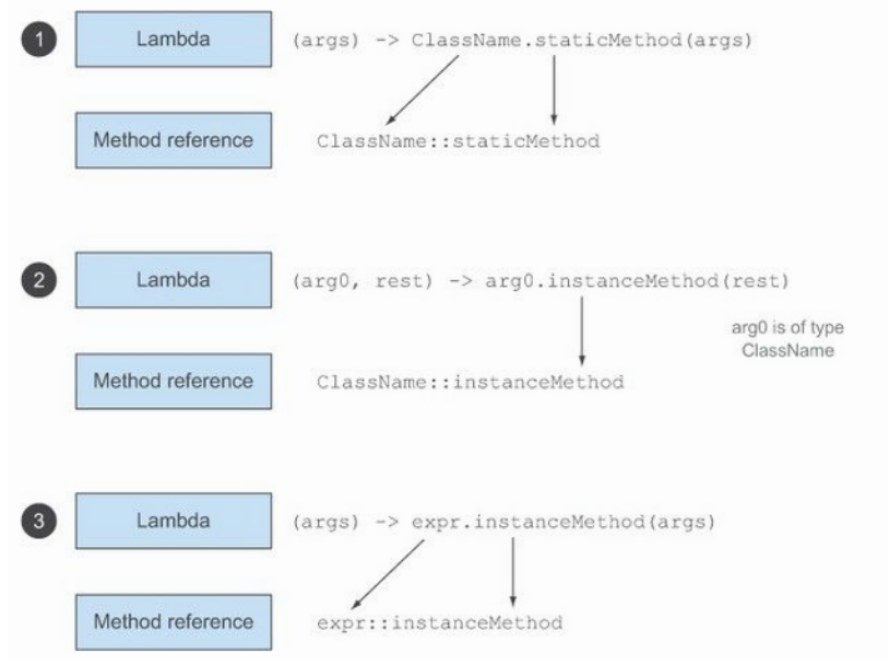 1 Lambda (args) -> ClassName.staticMethod(args)
Method reference ClassName::staticMethod
2 Lambda (arg0, rest) -> arg0.instanceMethod(rest)
arg0 is of type
ClassName
Method reference ClassName::instanceMethod
3 Lambda (args) -> expr.instanceMethod(args)
Method reference expr::instanceMethod